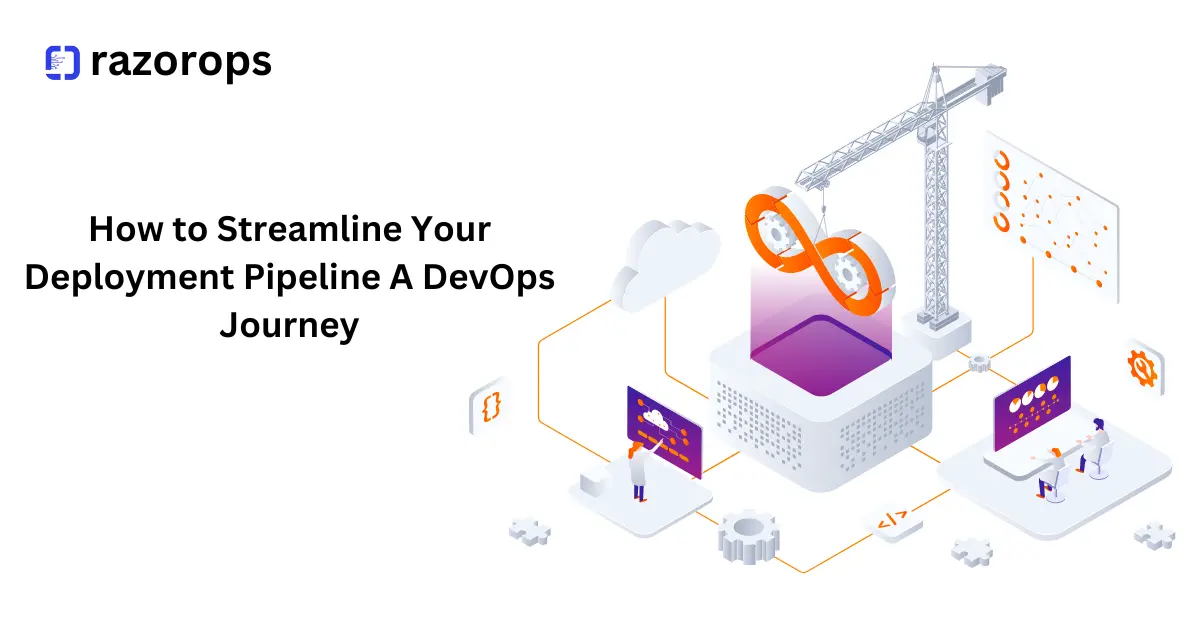 razorops
How to Streamline Your
Deployment Pipeline A DevOps
Journey
{}
</>